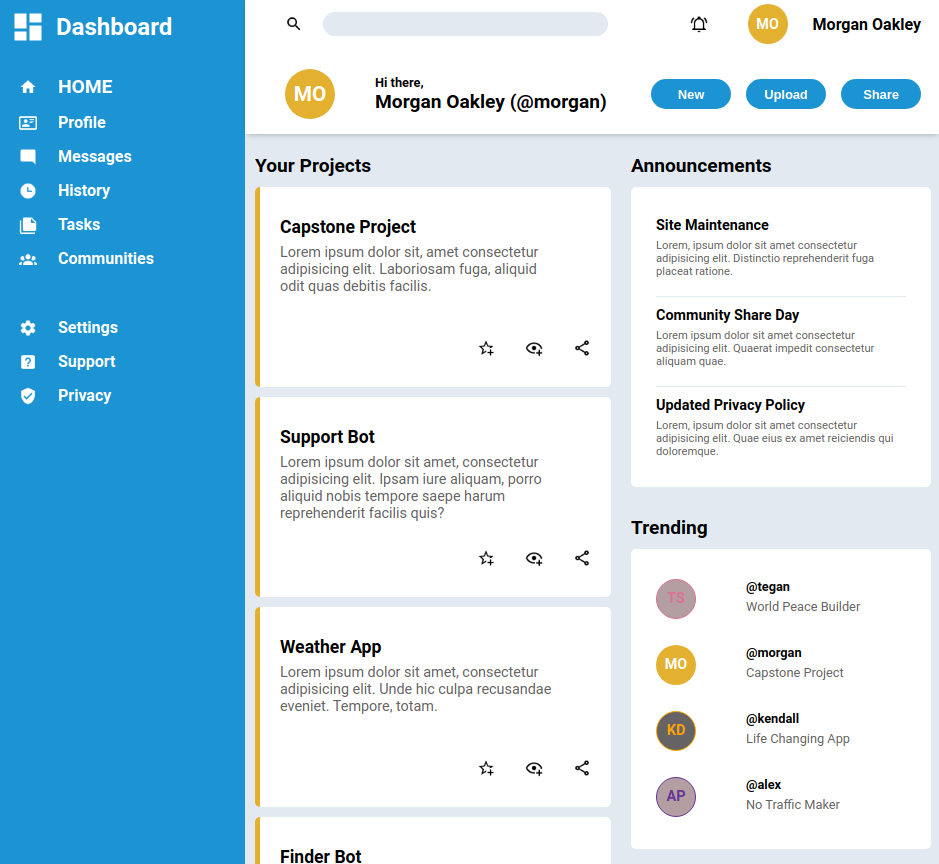 Dashboard
HOME
Profile
Messages
History
Tasks
Communities
Settings
Support
Privacy
MO
Morgan Oakley
MO
Hi there,
Morgan Oakley (@morgan)
New
Upload
Share
Your Projects
Capstone Project
Lorem ipsum dolor sit, amet consectetur
adipisicing elit. Laboriosam fuga, aliquid
odit quas debitis facilis.
Support Bot
Lorem ipsum dolor sit amet, consectetur
adipisicing elit. Ipsam iure aliquam, porro
aliquid nobis tempore saepe harum
reprehenderit facilis quis?
Weather App
Lorem ipsum dolor sit amet, consectetur
adipisicing elit. Unde hic culpa recusandae
eveniet. Tempore, totam.
Finder Bot
Announcements
Site Maintenance
Lorem, ipsum dolor sit amet consectetur
adipisicing elit. Distinctio reprehenderit fuga
placeat ratione.
Community Share Day
Lorem ipsum dolor sit amet consectetur
adipisicing elit. Quaerat impedit consectetur
aliquam quae.
Updated Privacy Policy
Lorem, ipsum dolor sit amet consectetur
adipisicing elit. Quae eius ex amet reiciendis qui
doloremque.
Trending
TS
@tegan
World Peace Builder
MO
@morgan
Capstone Project
KD
@kendall
Life Changing App
AP
@alex
No Traffic Maker